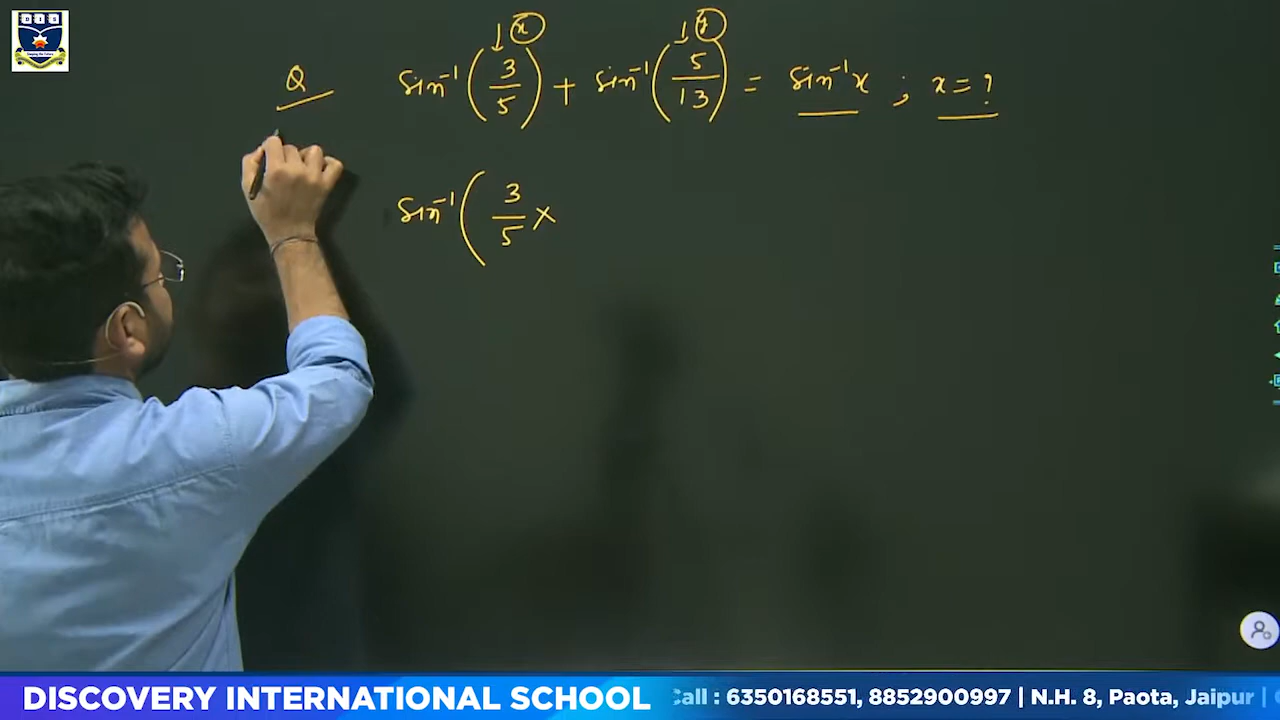 ↓ x ↓ y
Q sin⁻¹(3/5) + sin⁻¹(5/13) = sin⁻¹x ; x = ?
sin⁻¹( 3/5 ×
DISCOVERY INTERNATIONAL SCHOOL Call : 6350168551, 8852900997 | N.H. 8, Paota, Jaipur |